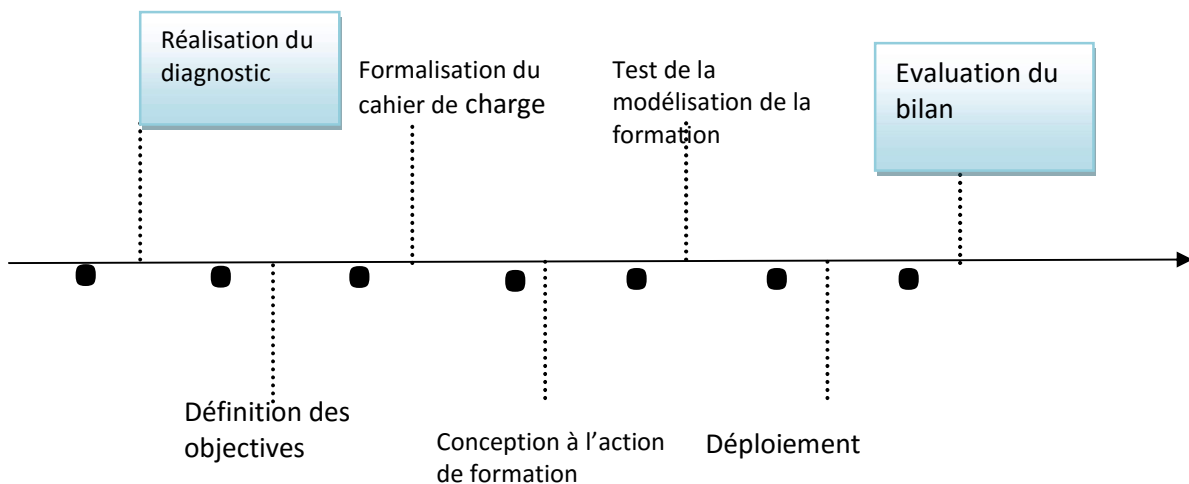 Réalisation du
diagnostic
Formalisation du
cahier de charge
Test de la
modélisation de la
formation
Evaluation du
bilan
Définition des
objectives
Conception à l’action
de formation
Déploiement